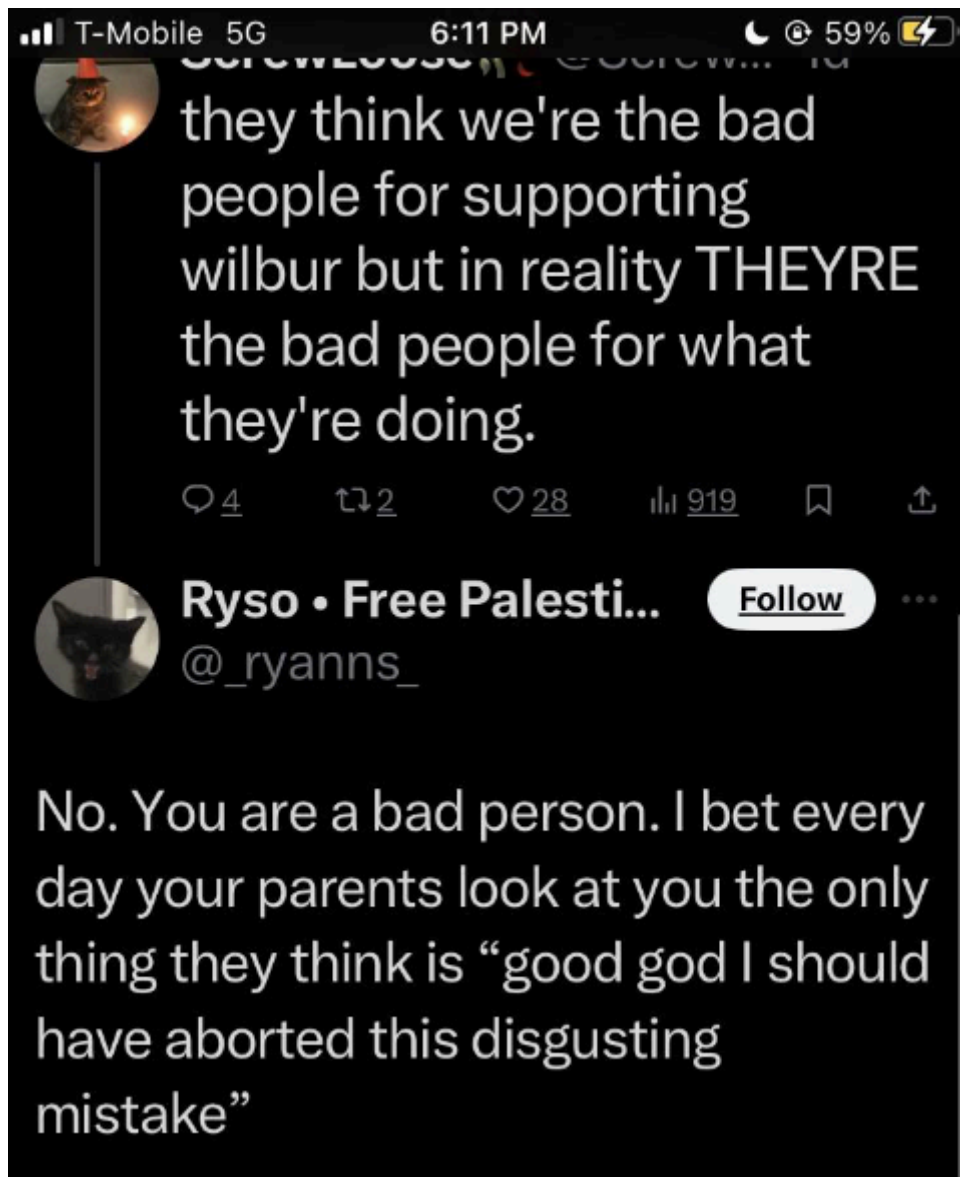 T-Mobile 5G 6:11 PM 59%
they think we're the bad
people for supporting
wilbur but in reality THEYRE
the bad people for what
they're doing.
4 2 28 919
Ryso • Free Palesti... Follow
@_ryanns_
No. You are a bad person. I bet every
day your parents look at you the only
thing they think is “good god I should
have aborted this disgusting
mistake”